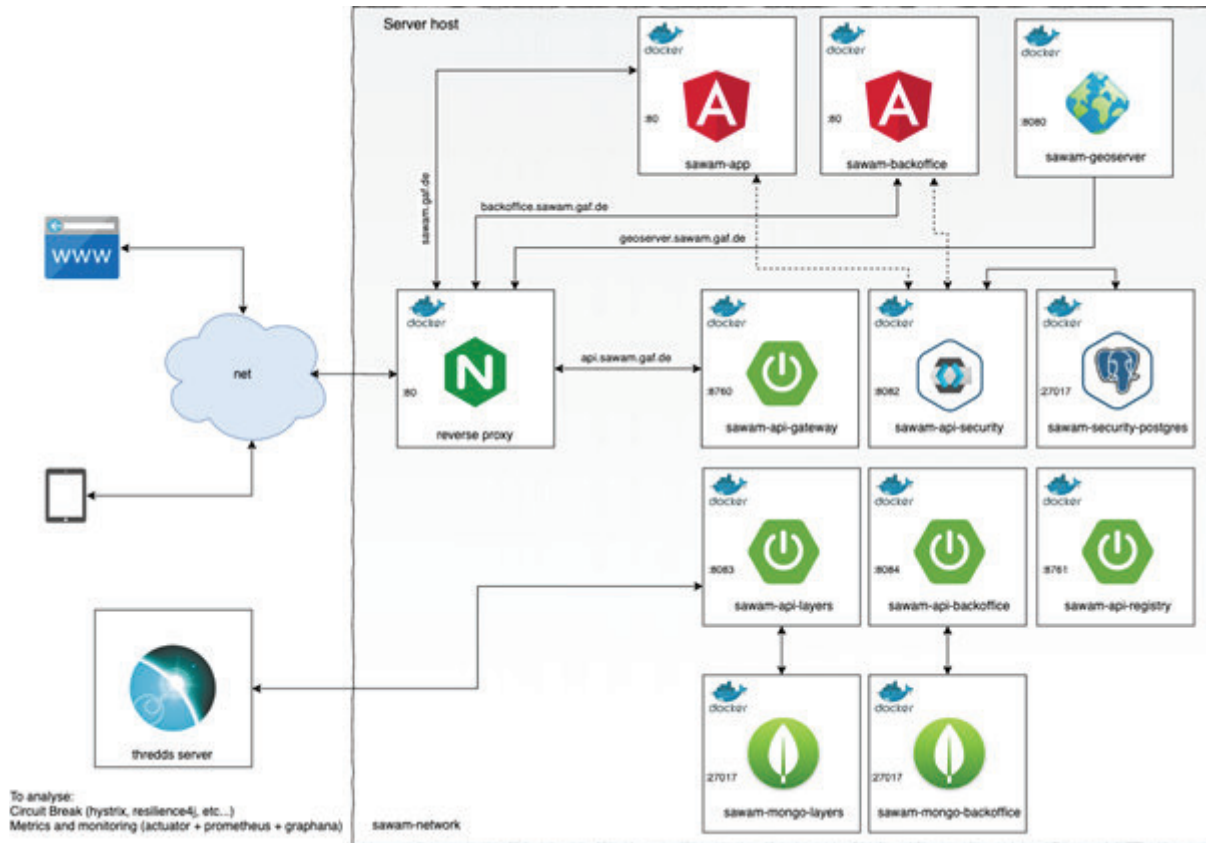 Server host
docker
:80
sawam-app
docker
:80
sawam-backoffice
docker
:8080
sawam-geoserver
sawam.gaf.de
backoffice.sawam.gaf.de
geoserver.sawam.gaf.de
www
net
docker
:80
reverse proxy
api.sawam.gaf.de
docker
:8760
sawam-api-gateway
docker
:8082
sawam-api-security
docker
:27017
sawam-security-postgres
docker
:8083
sawam-api-layers
docker
:8084
sawam-api-backoffice
docker
:8761
sawam-api-registry
thredds server
docker
:27017
sawam-mongo-layers
docker
:27017
sawam-mongo-backoffice
To analyse:
Circuit Break (hystrix, resilience4j, etc...)
Metrics and monitoring (actuator + prometheus + graphana)
sawam-network